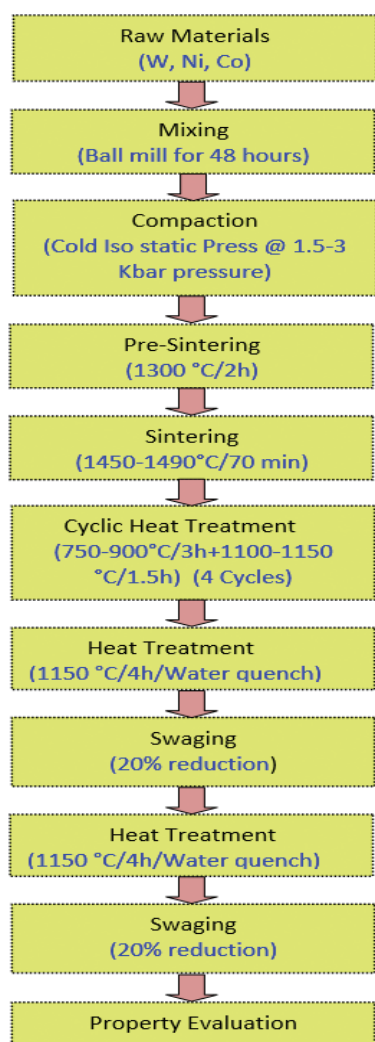 Raw Materials
(W, Ni, Co)
Mixing
(Ball mill for 48 hours)
Compaction
(Cold Iso static Press @ 1.5-3
Kbar pressure)
Pre-Sintering
(1300 °C/2h)
Sintering
(1450-1490°C/70 min)
Cyclic Heat Treatment
(750-900°C/3h+1100-1150
°C/1.5h) (4 Cycles)
Heat Treatment
(1150 °C/4h/Water quench)
Swaging
(20% reduction)
Heat Treatment
(1150 °C/4h/Water quench)
Swaging
(20% reduction)
Property Evaluation